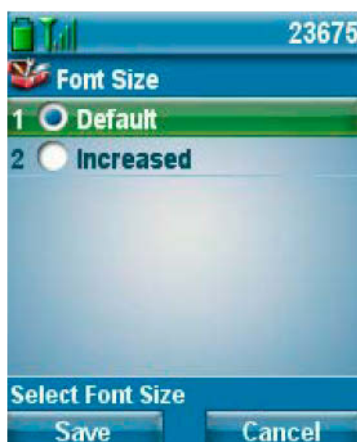 23675
Font Size
1 Default
2 Increased
Select Font Size
Save Cancel